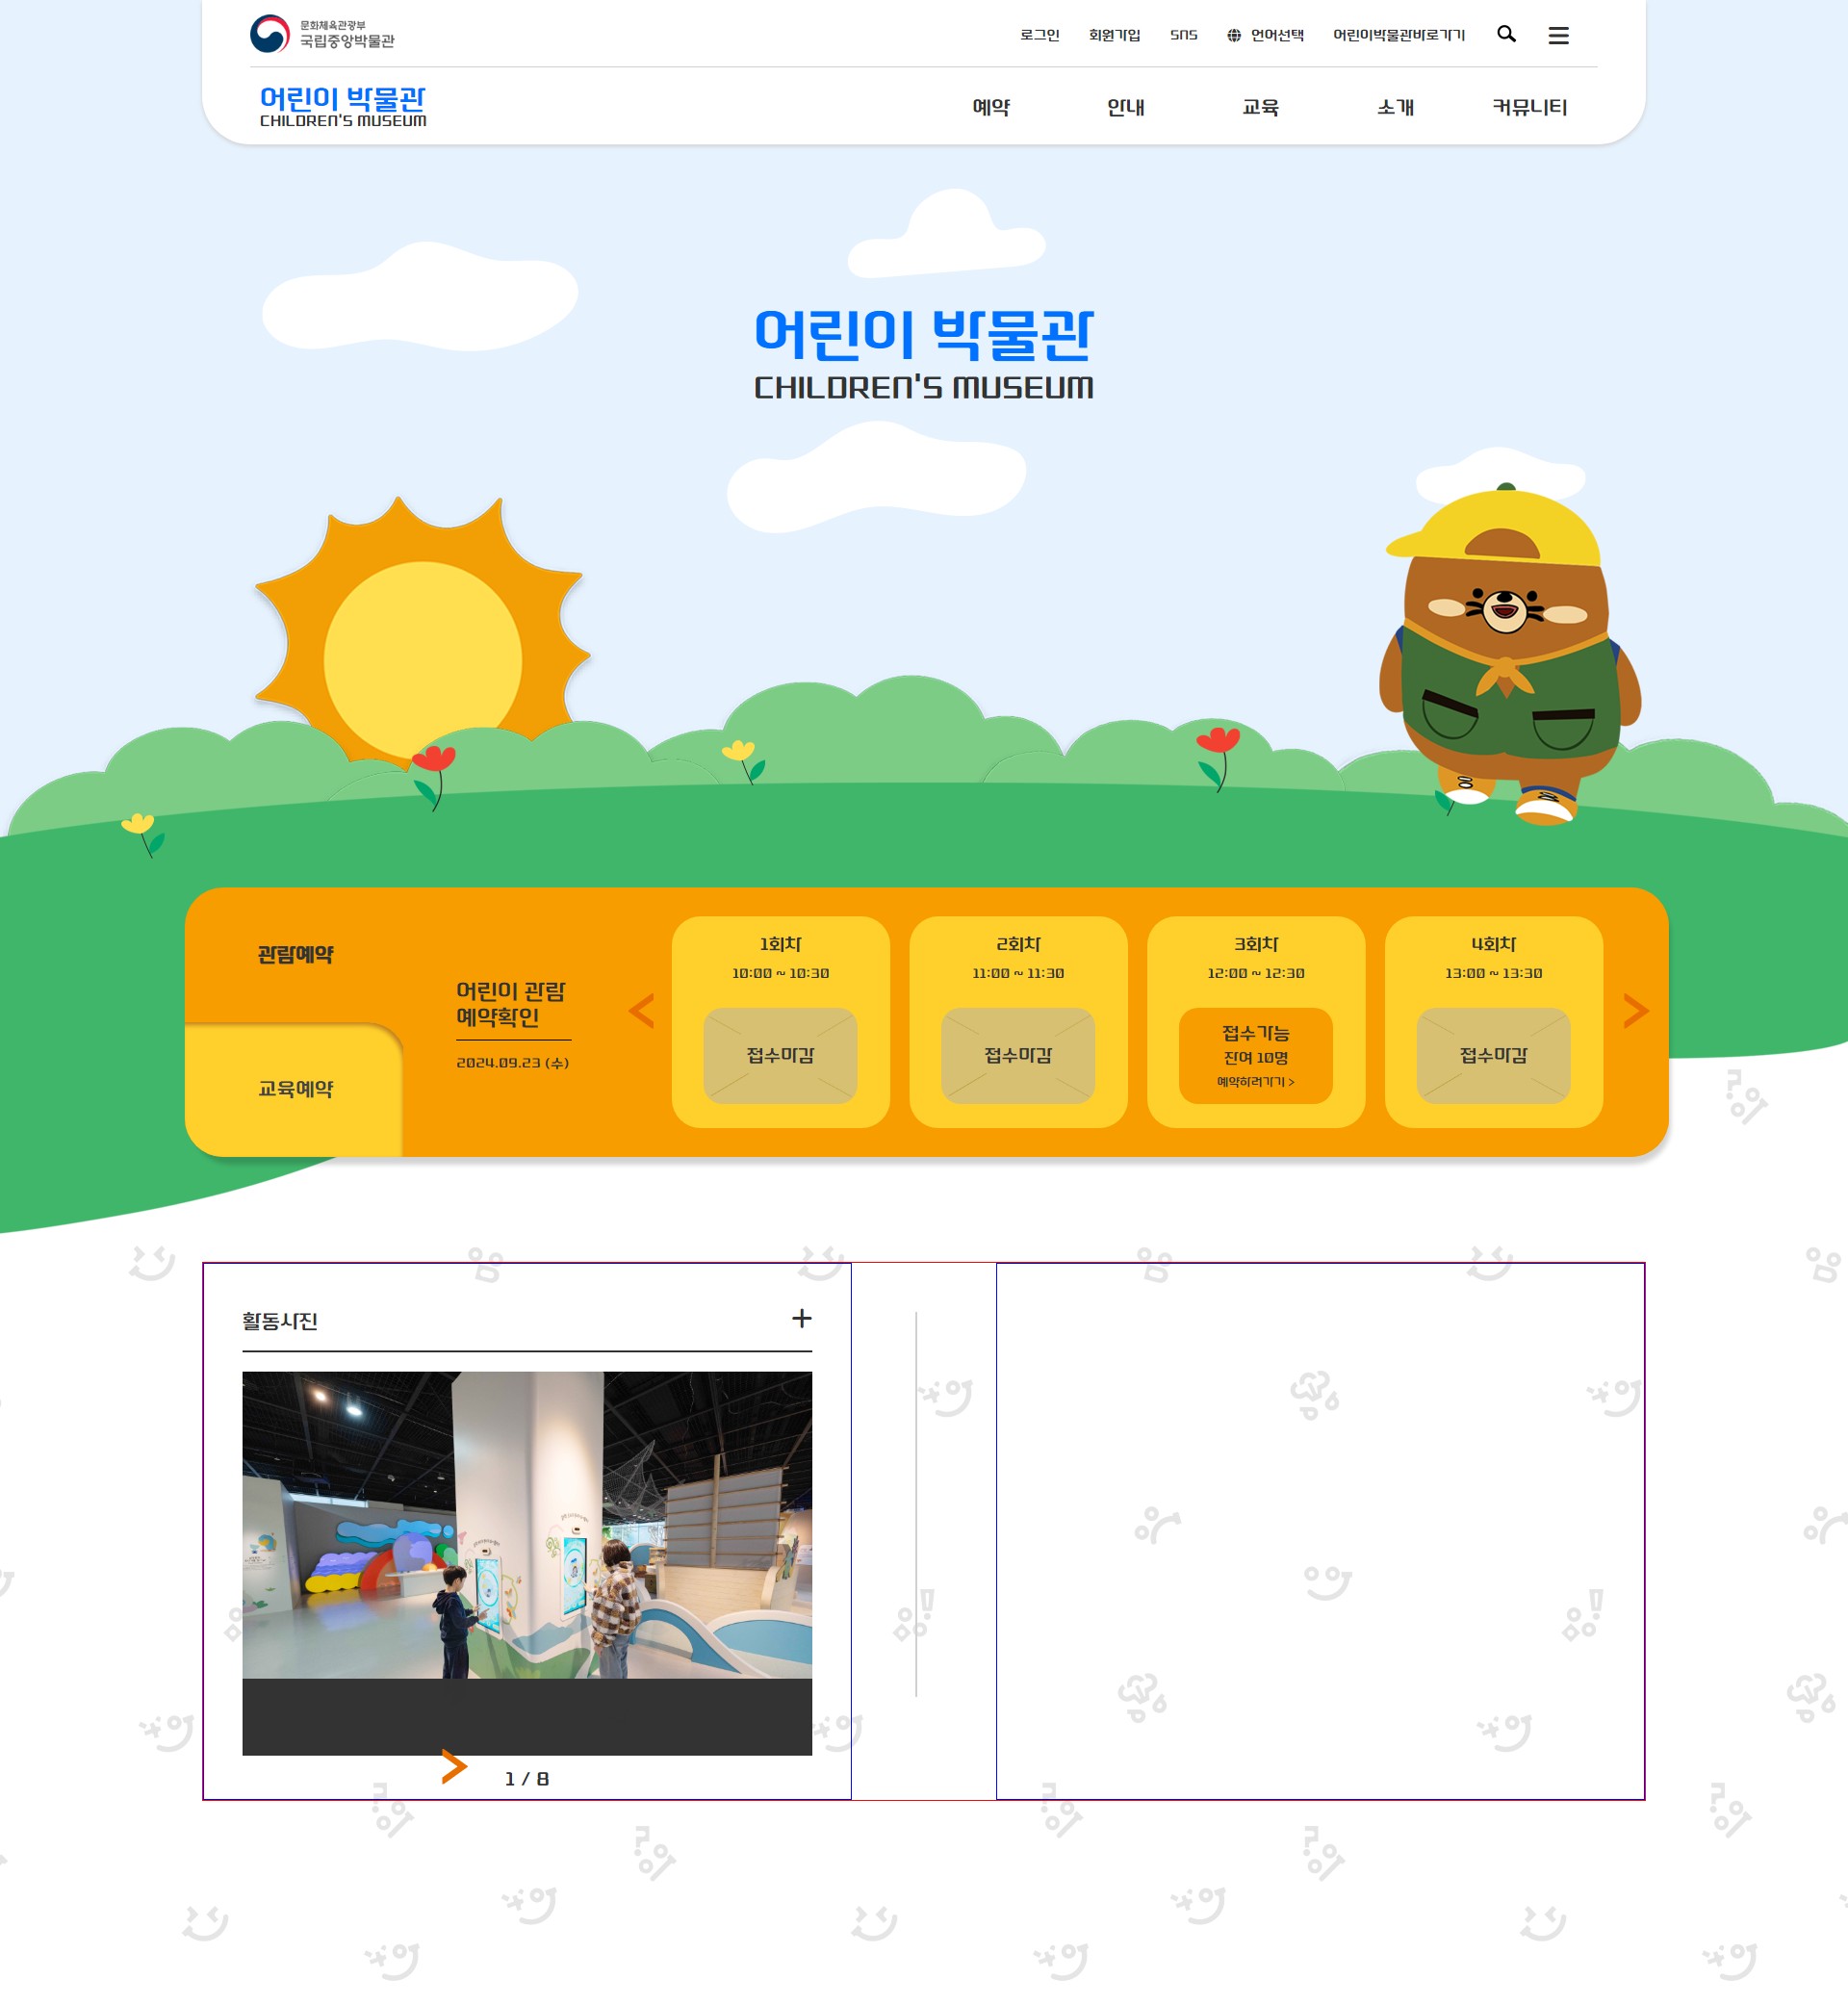 문화체육관광부
국립중앙박물관
로그인
회원가입
SNS
언어선택
어린이박물관바로가기
어린이 박물관
CHILDREN'S MUSEUM
예약
안내
교육
소개
커뮤니티
어린이 박물관
CHILDREN'S MUSEUM
관람예약
교육예약
어린이 관람
예약확인
2024.09.23 (수)
<
1회차
10:00 ~ 10:30
접수마감
2회차
11:00 ~ 11:30
접수마감
3회차
12:00 ~ 12:30
접수가능
잔여 10명
예약하러가기 >
4회차
13:00 ~ 13:30
접수마감
>
활동사진
+
>
1 / 8